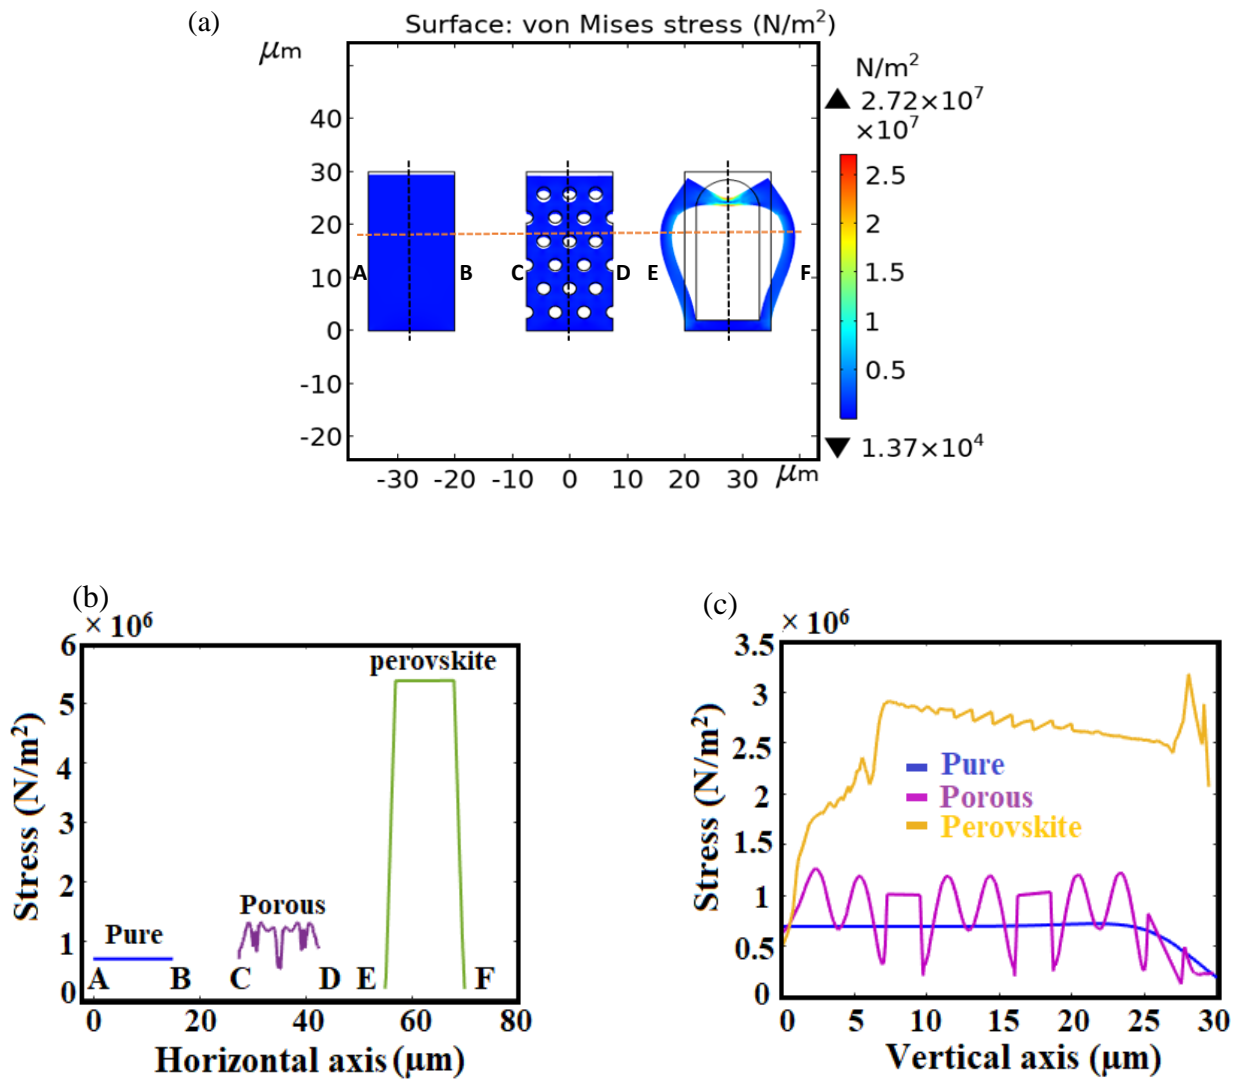 (a)
Surface: von Mises stress (N/m²)
μm
N/m²
▲ 2.72×10⁷
×10⁷
40
30
20
10
0
-10
-20
A
B
C
D
E
F
2.5
2
1.5
1
0.5
▼ 1.37×10⁴
-30 -20 -10 0 10 20 30 μm
(b)
× 10⁶
6
5
4
3
2
1
0
Stress (N/m²)
perovskite
Porous
Pure
A B C D E F
0 20 40 60 80
Horizontal axis (μm)
(c)
× 10⁶
3.5
3
2.5
2
1.5
1
0.5
0
Stress (N/m²)
Pure
Porous
Perovskite
0 5 10 15 20 25 30
Vertical axis (μm)